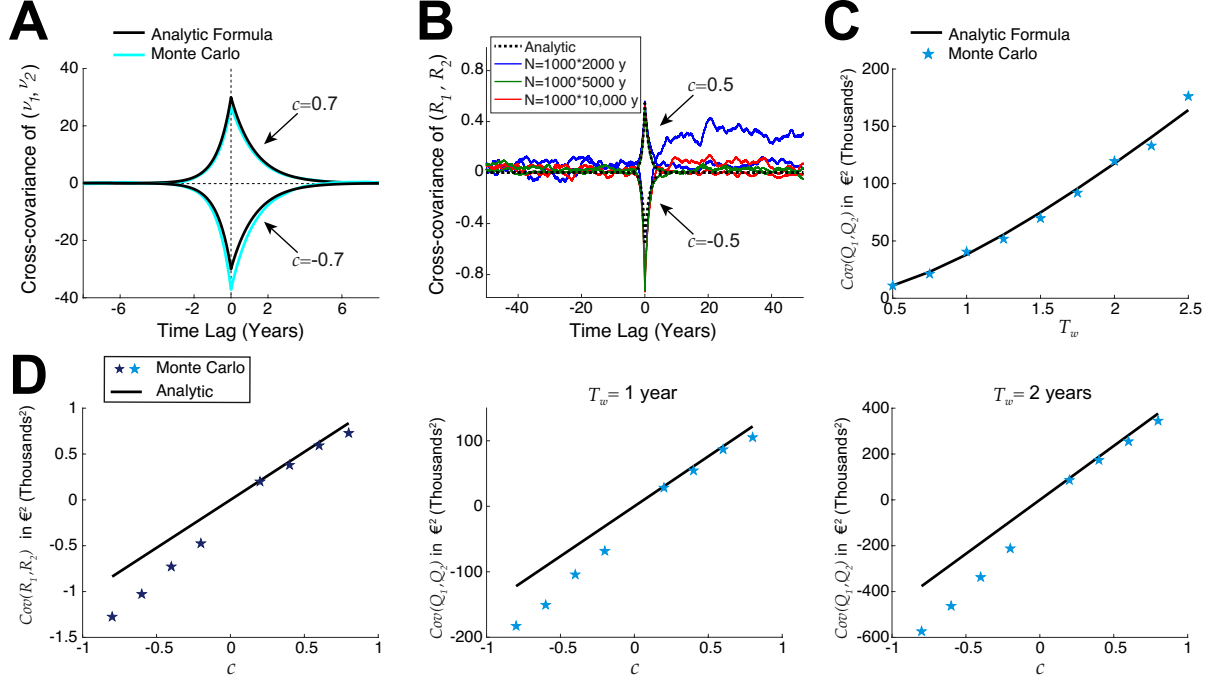 A
Analytic Formula
Monte Carlo
Cross-covariance of (ν1, ν2)
40
20
0
-20
-40
c=0.7
c=-0.7
-6
-2
0
2
6
Time Lag (Years)
B
Analytic
N=1000*2000 y
N=1000*5000 y
N=1000*10,000 y
Cross-covariance of (R1, R2)
0.8
0.4
0
-0.4
-0.8
c=0.5
c=-0.5
-40
-20
0
20
40
Time Lag (Years)
C
Analytic Formula
Monte Carlo
Cov(Q1,Q2) in €² (Thousands²)
200
150
100
50
0
0.5
1
1.5
2
2.5
Tw
D
Monte Carlo
Analytic
Cov(R1,R2) in €² (Thousands²)
1
0.5
0
-0.5
-1
-1.5
-1
-0.5
0
0.5
1
c
Tw= 1 year
Cov(Q1,Q2) in €² (Thousands²)
100
0
-100
-200
-1
-0.5
0
0.5
1
c
Tw= 2 years
Cov(Q1,Q2) in €² (Thousands²)
400
200
0
-200
-400
-600
-1
-0.5
0
0.5
1
c